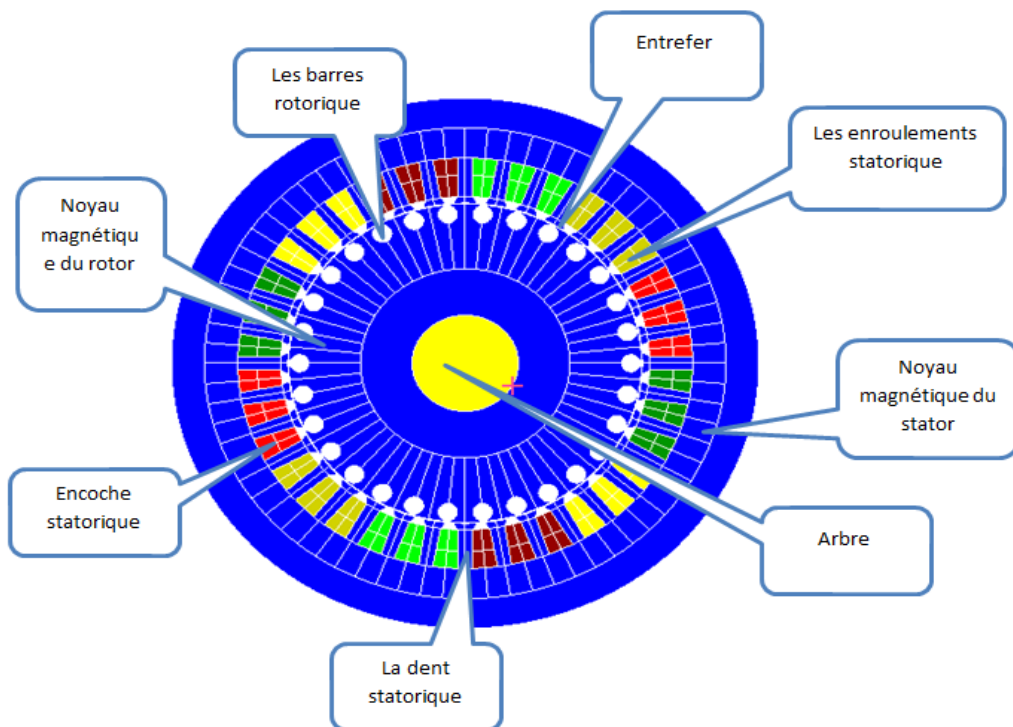 Entrefer
Les barres
rotorique
Les enroulements
statorique
Noyau
magnétiqu
e du rotor
Noyau
magnétique du
stator
Encoche
statorique
Arbre
La dent
statorique